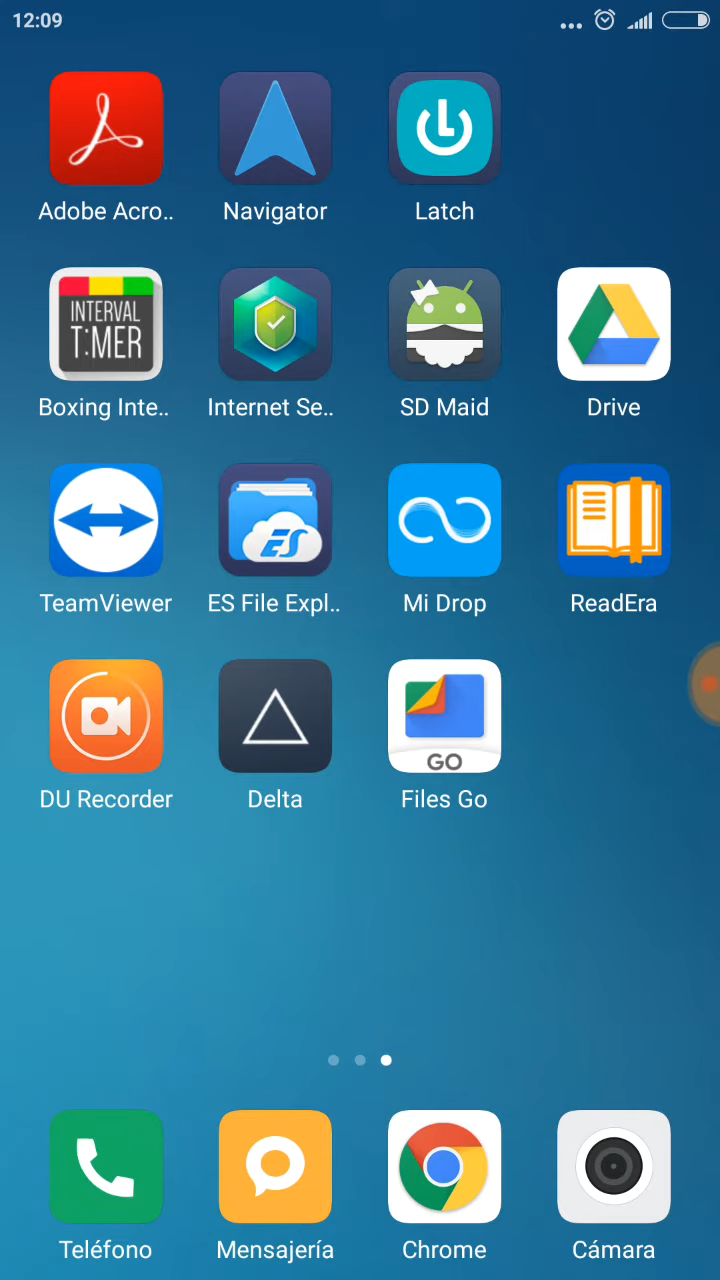 12:09
Adobe Acro..
Navigator
Latch
INTERVAL
T:MER
Boxing Inte..
Internet Se..
SD Maid
Drive
TeamViewer
ES
ES File Expl..
Mi Drop
ReadEra
DU Recorder
Delta
GO
Files Go
Teléfono
Mensajería
Chrome
Cámara